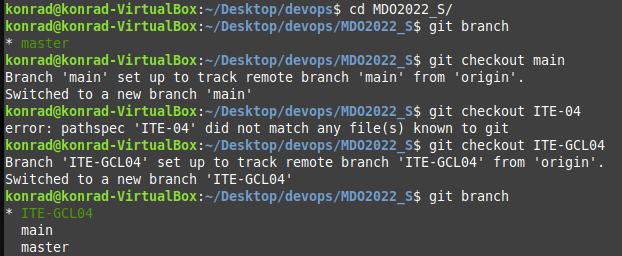 konrad@konrad-VirtualBox:~/Desktop/devops$ cd MDO2022_S/
konrad@konrad-VirtualBox:~/Desktop/devops/MDO2022_S$ git branch
* master
konrad@konrad-VirtualBox:~/Desktop/devops/MDO2022_S$ git checkout main
Branch 'main' set up to track remote branch 'main' from 'origin'.
Switched to a new branch 'main'
konrad@konrad-VirtualBox:~/Desktop/devops/MDO2022_S$ git checkout ITE-04
error: pathspec 'ITE-04' did not match any file(s) known to git
konrad@konrad-VirtualBox:~/Desktop/devops/MDO2022_S$ git checkout ITE-GCL04
Branch 'ITE-GCL04' set up to track remote branch 'ITE-GCL04' from 'origin'.
Switched to a new branch 'ITE-GCL04'
konrad@konrad-VirtualBox:~/Desktop/devops/MDO2022_S$ git branch
* ITE-GCL04
  main
  master